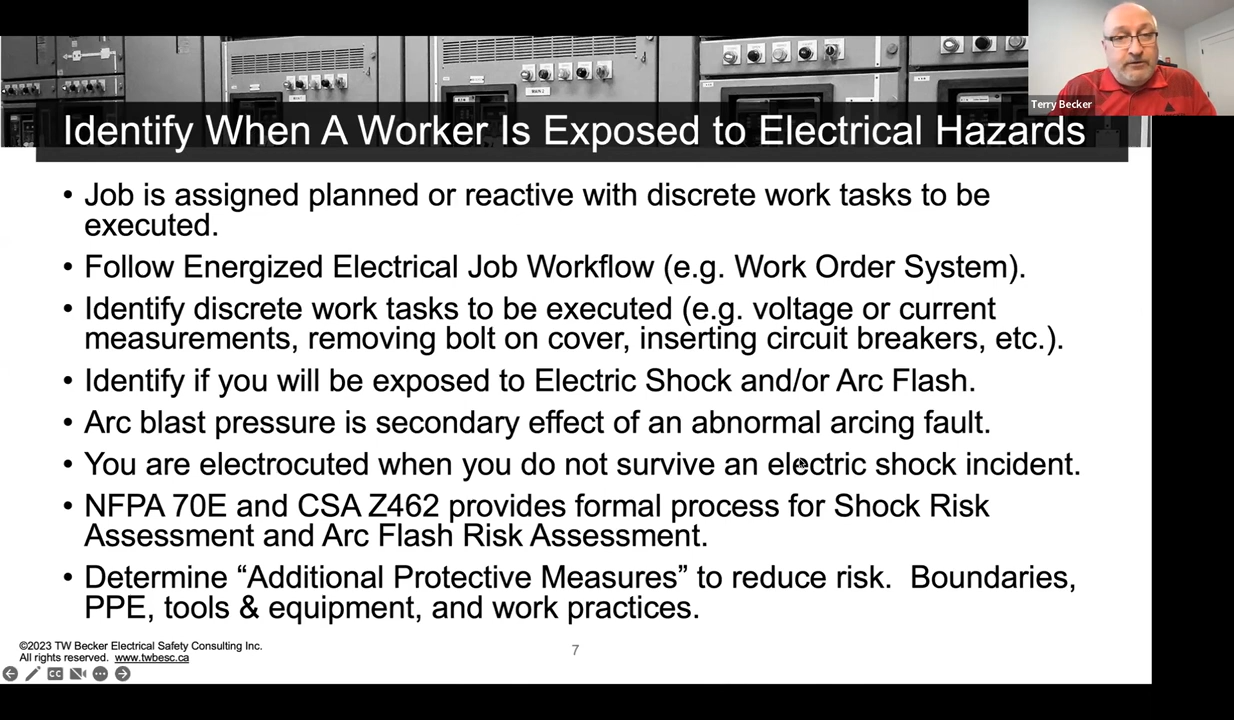 Terry Becker
Identify When A Worker Is Exposed to Electrical Hazards
• Job is assigned planned or reactive with discrete work tasks to be
executed.
• Follow Energized Electrical Job Workflow (e.g. Work Order System).
• Identify discrete work tasks to be executed (e.g. voltage or current
measurements, removing bolt on cover, inserting circuit breakers, etc.).
• Identify if you will be exposed to Electric Shock and/or Arc Flash.
• Arc blast pressure is secondary effect of an abnormal arcing fault.
• You are electrocuted when you do not survive an electric shock incident.
• NFPA 70E and CSA Z462 provides formal process for Shock Risk
Assessment and Arc Flash Risk Assessment.
• Determine “Additional Protective Measures” to reduce risk.  Boundaries,
PPE, tools & equipment, and work practices.
©2023 TW Becker Electrical Safety Consulting Inc.
All rights reserved. www.twbesc.ca
7
CC